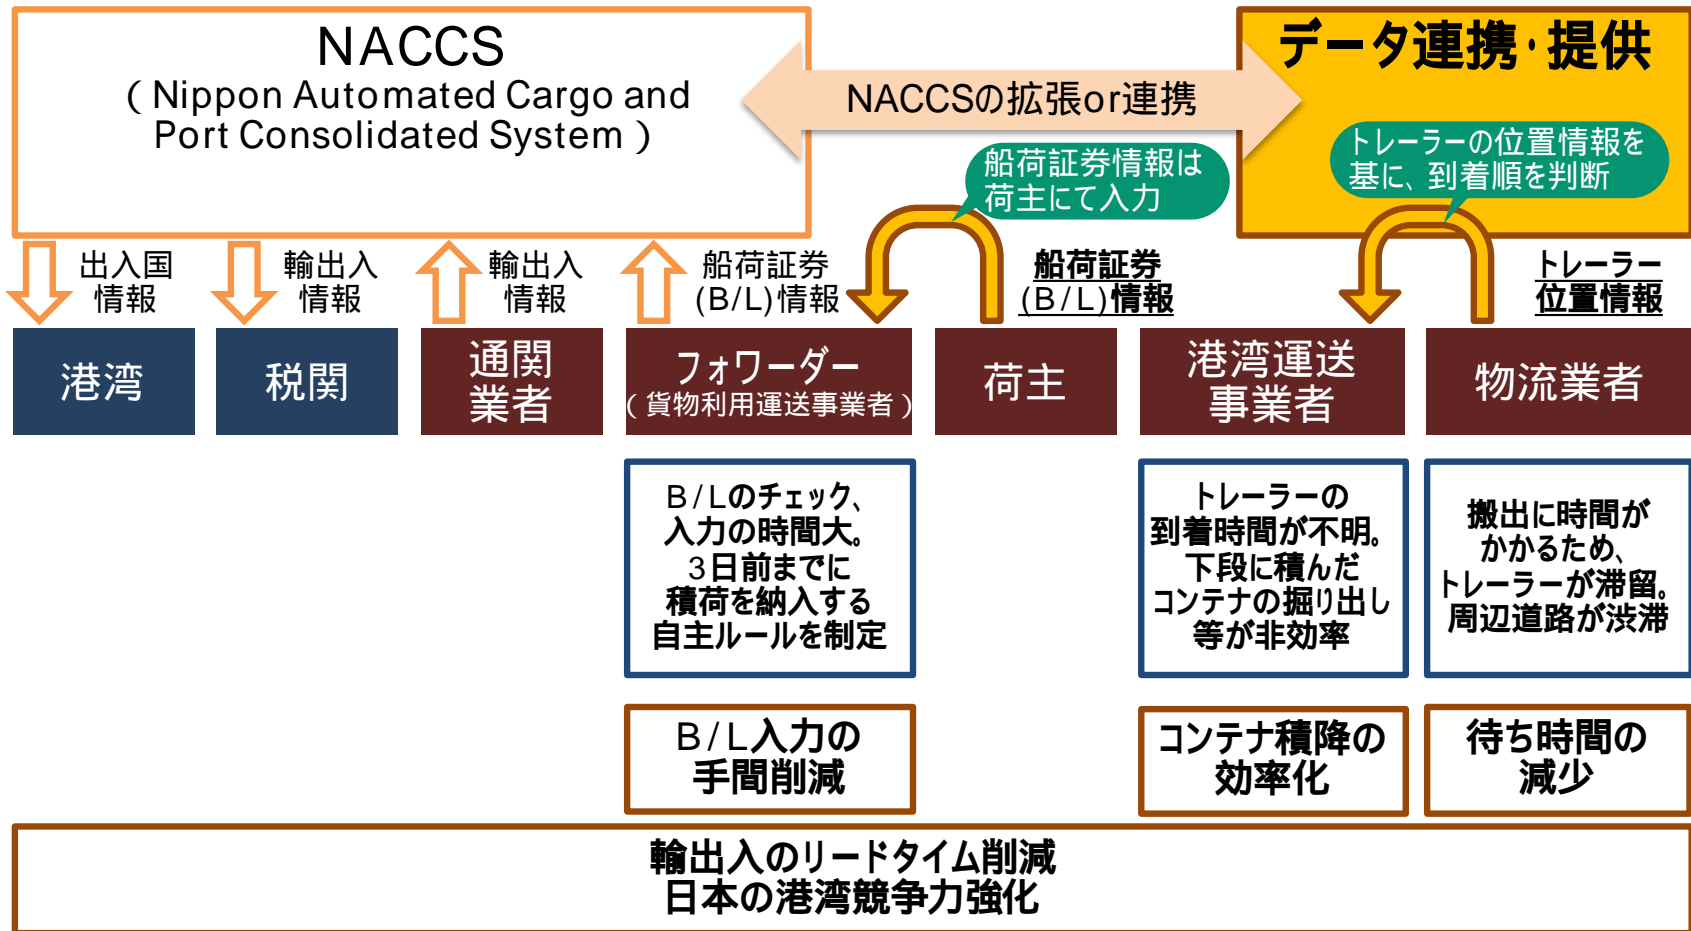 NACCS
（Nippon Automated Cargo and
Port Consolidated System）
NACCSの拡張or連携
データ連携・提供
船荷証券情報は
荷主にて入力
トレーラーの位置情報を
基に、到着順を判断
出入国
情報
輸出入
情報
輸出入
情報
船荷証券
(B/L)情報
船荷証券
(B/L)情報
トレーラー
位置情報
港湾
税関
通関
業者
フォワーダー
（貨物利用運送事業者）
荷主
港湾運送
事業者
物流業者
B/Lのチェック、
入力の時間大。
3日前までに
積荷を納入する
自主ルールを制定
トレーラーの
到着時間が不明。
下段に積んだ
コンテナの掘り出し
等が非効率
搬出に時間が
かかるため、
トレーラーが滞留。
周辺道路が渋滞
B/L入力の
手間削減
コンテナ積降の
効率化
待ち時間の
減少
輸出入のリードタイム削減
日本の港湾競争力強化